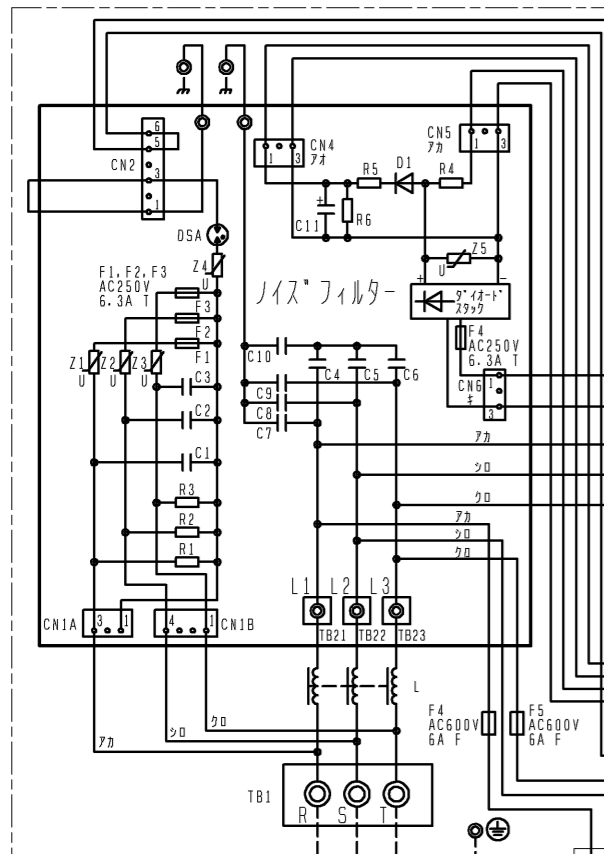 CN4
アオ
1
3
CN5
アカ
1
3
6
5
CN2
3
1
R5
D1
R4
+
C11
R6
DSA
Z4
U
Z5
U
F1,F2,F3
AC250V
6.3A T
F3
F2
F1
ノイズフィルター
+
-
ダイオード
スタック
F4
AC250V
6.3A T
CN6
キ
1
3
Z1
U
Z2
U
Z3
U
C10
C4
C5
C6
C3
C9
C8
C7
C2
C1
アカ
シロ
クロ
R3
R2
R1
アカ
シロ
クロ
L1
L2
L3
CN1A
3
1
4
1
CN1B
TB21
TB22
TB23
L
F4
AC600V
6A F
F5
AC600V
6A F
クロ
シロ
アカ
TB1
R
S
T